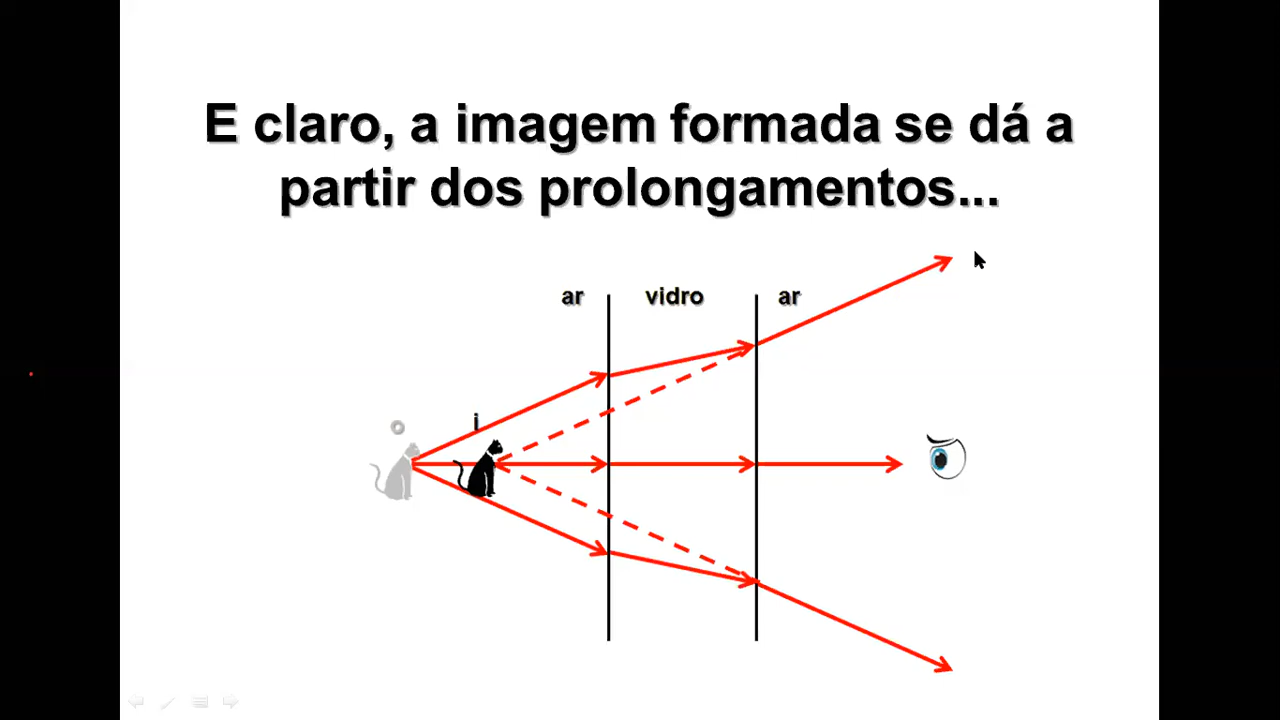 E claro, a imagem formada se dá a
partir dos prolongamentos...
ar vidro ar
o i